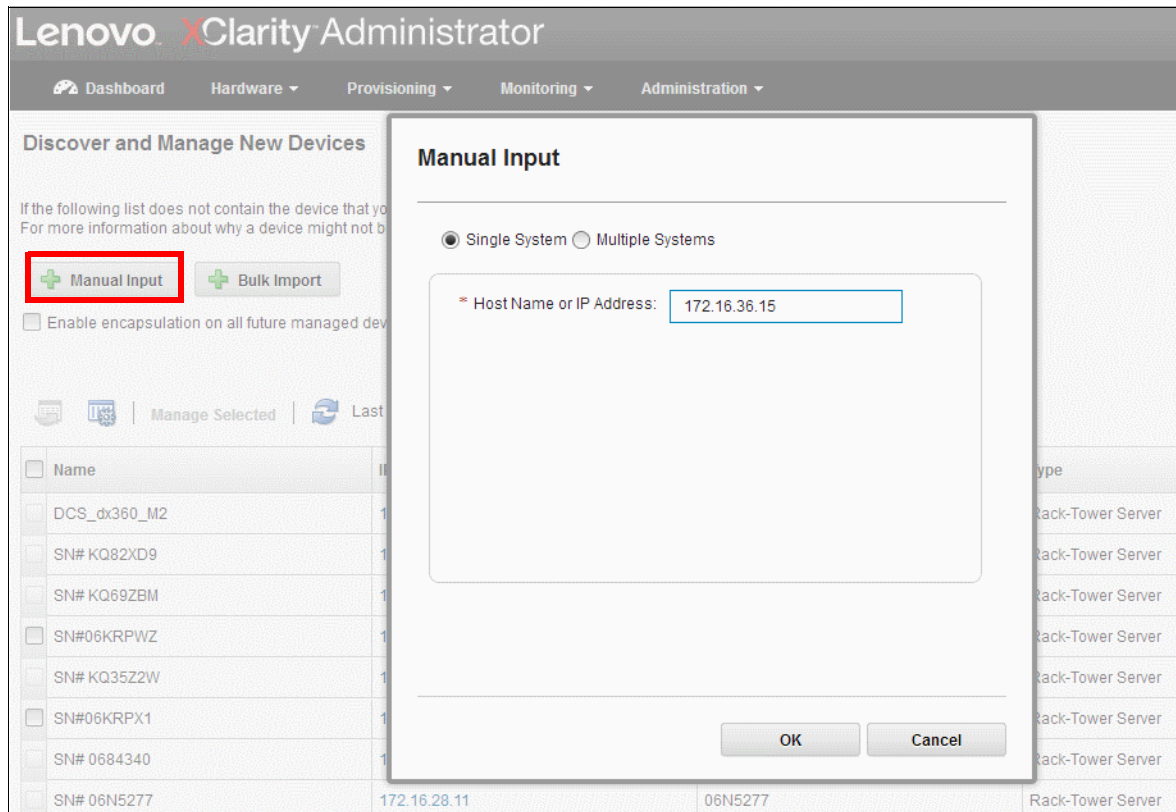 Lenovo. XClarity™ Administrator
Dashboard Hardware Provisioning Monitoring Administration
Discover and Manage New Devices
If the following list does not contain the device that
For more information about why a device might not
Manual Input Bulk Import
Enable encapsulation on all future managed
Manage Selected Last
Name
DCS_dx360_M2 Rack-Tower Server
SN# KQ82XD9 Rack-Tower Server
SN# KQ69ZBM Rack-Tower Server
SN#06KRPWZ Rack-Tower Server
SN# KQ35Z2W Rack-Tower Server
SN#06KRPX1 Rack-Tower Server
SN# 0684340 Rack-Tower Server
SN# 06N5277 172.16.28.11 06N5277 Rack-Tower Server
Manual Input
Single System Multiple Systems
* Host Name or IP Address: 172.16.36.15
OK Cancel